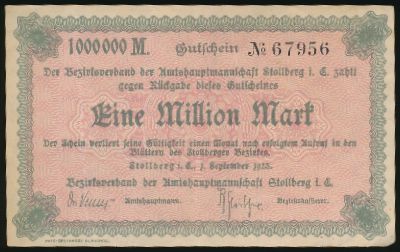 1000000 M. Gutschein № 67956
Der Bezirksverband der Amtshauptmannschaft Stollberg i. E. zahlt
gegen Rückgabe dieses Gutscheines
Eine Million Mark
Der Schein verliert seine Gültigkeit einen Monat nach erfolgtem Aufruf in den
Blättern des Stollberger Bezirkes.
Stollberg i. E., 1. September 1923.
Bezirksverband der Amtshauptmannschaft Stollberg i. E.
Amtshauptmann. BezirksoberSecret.